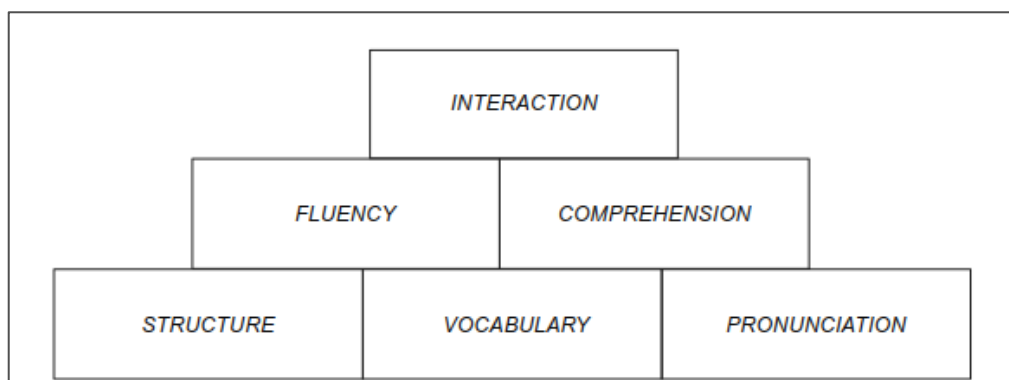 INTERACTION
FLUENCY COMPREHENSION
STRUCTURE VOCABULARY PRONUNCIATION